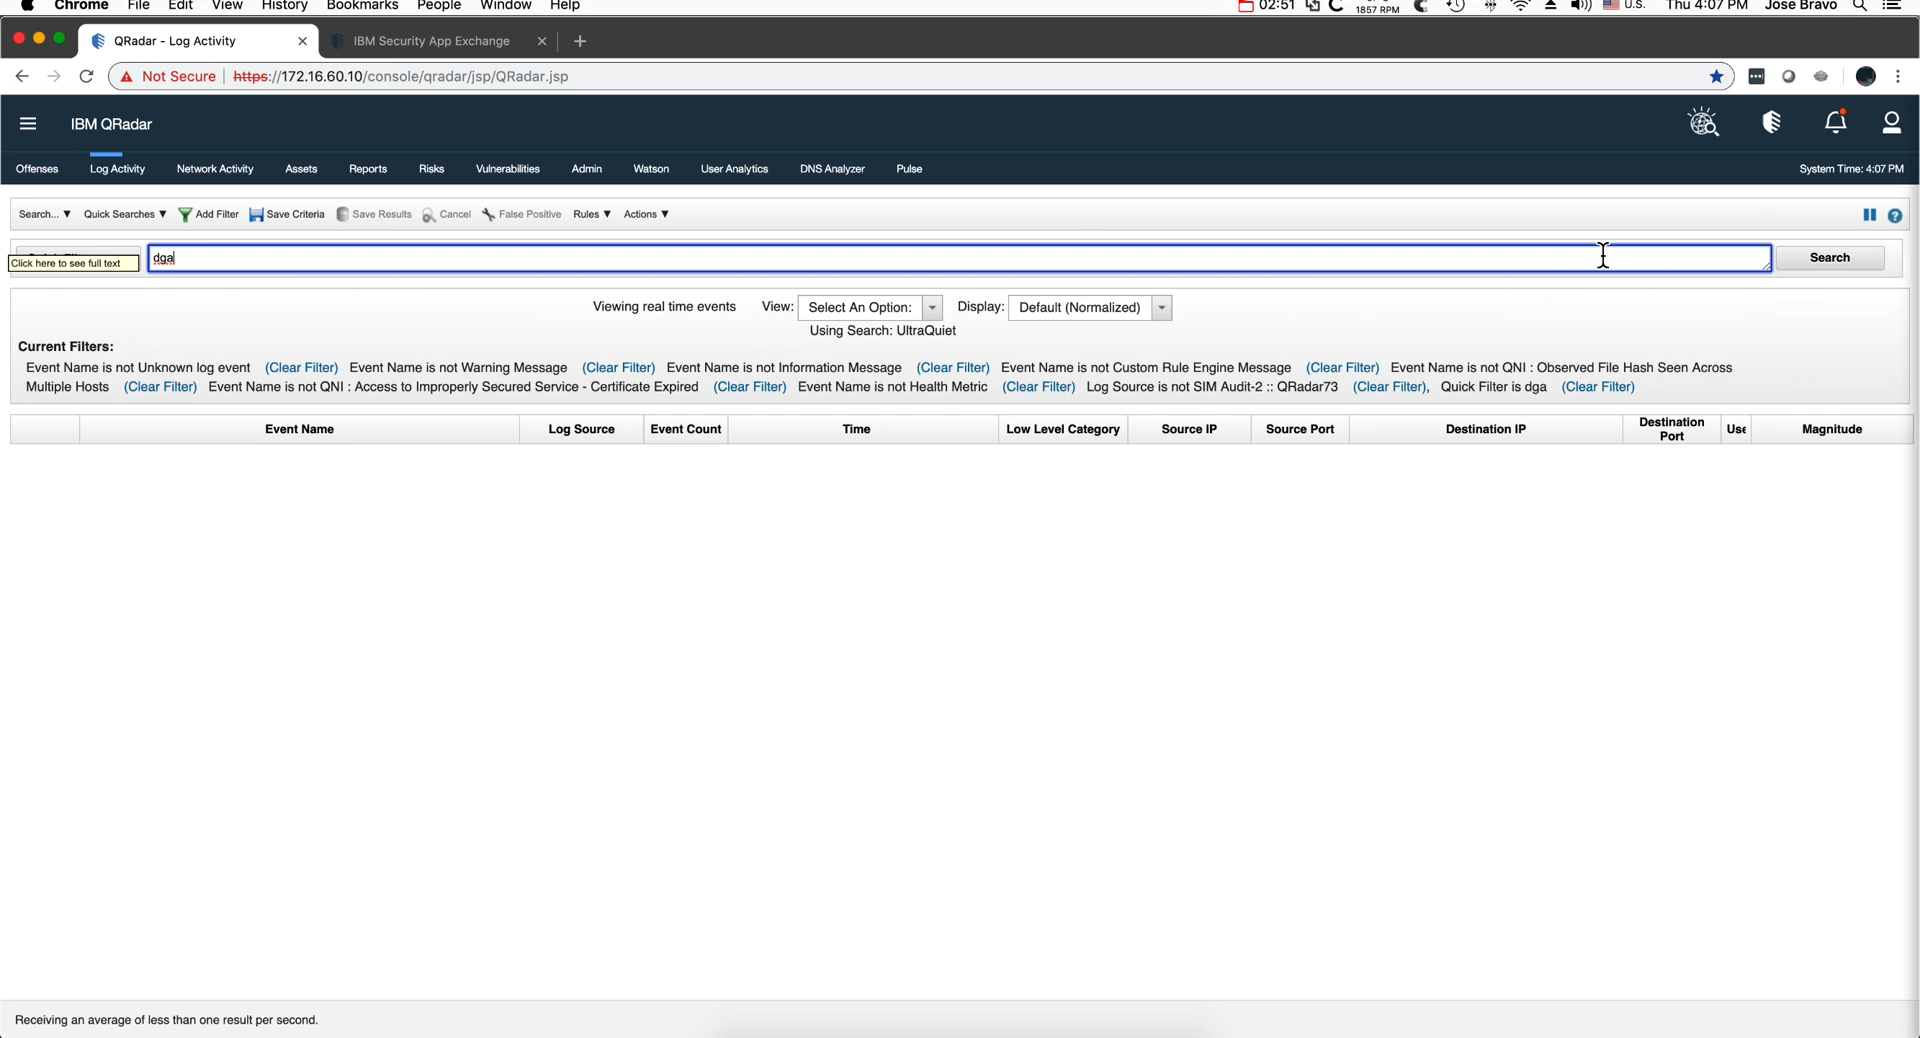 Chrome File Edit View History Bookmarks People Window Help 02:51 1857 RPM U.S. Thu 4:07 PM Jose Bravo
QRadar - Log Activity IBM Security App Exchange
Not Secure https://172.16.60.10/console/qradar/jsp/QRadar.jsp
IBM QRadar
Offenses Log Activity Network Activity Assets Reports Risks Vulnerabilities Admin Watson User Analytics DNS Analyzer Pulse System Time: 4:07 PM
Search... ▼ Quick Searches ▼ Add Filter Save Criteria Save Results Cancel False Positive Rules ▼ Actions ▼
Click here to see full text dga Search
Viewing real time events View: Select An Option: Display: Default (Normalized)
Using Search: UltraQuiet
Current Filters:
Event Name is not Unknown log event (Clear Filter) Event Name is not Warning Message (Clear Filter) Event Name is not Information Message (Clear Filter) Event Name is not Custom Rule Engine Message (Clear Filter) Event Name is not QNI : Observed File Hash Seen Across
Multiple Hosts (Clear Filter) Event Name is not QNI : Access to Improperly Secured Service - Certificate Expired (Clear Filter) Event Name is not Health Metric (Clear Filter) Log Source is not SIM Audit-2 :: QRadar73 (Clear Filter), Quick Filter is dga (Clear Filter)
Event Name Log Source Event Count Time Low Level Category Source IP Source Port Destination IP Destination Port Use Magnitude
Receiving an average of less than one result per second.